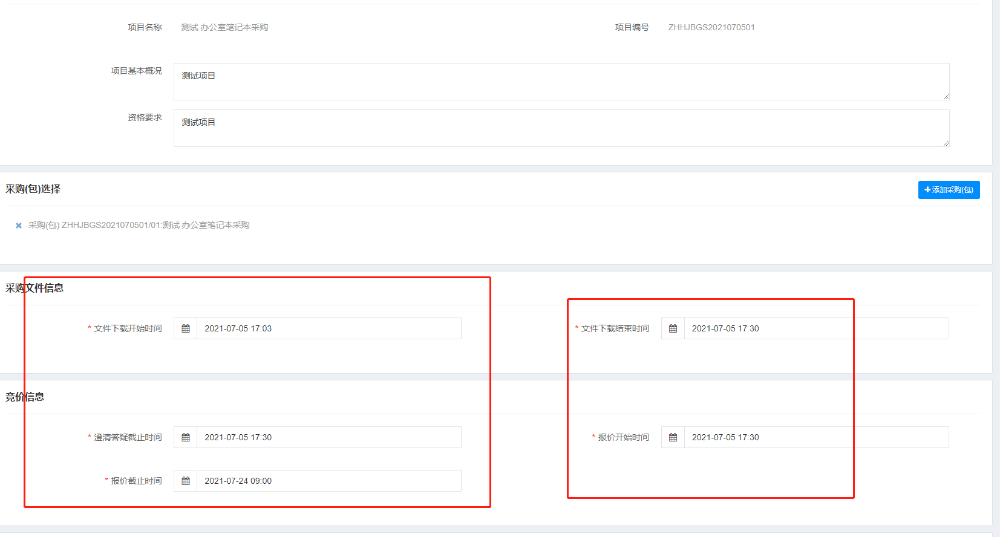 项目名称 测试 办公室笔记本采购 项目编号 ZHHJBGS2021070501
项目基本概况 测试项目
资格要求 测试项目
采购(包)选择 添加采购(包)
采购(包) ZHHJBGS2021070501/01:测试 办公室笔记本采购
采购文件信息
* 文件下载开始时间 2021-07-05 17:03 * 文件下载结束时间 2021-07-05 17:30
竞价信息
* 澄清答疑截止时间 2021-07-05 17:30 * 报价开始时间 2021-07-05 17:30
* 报价截止时间 2021-07-24 09:00